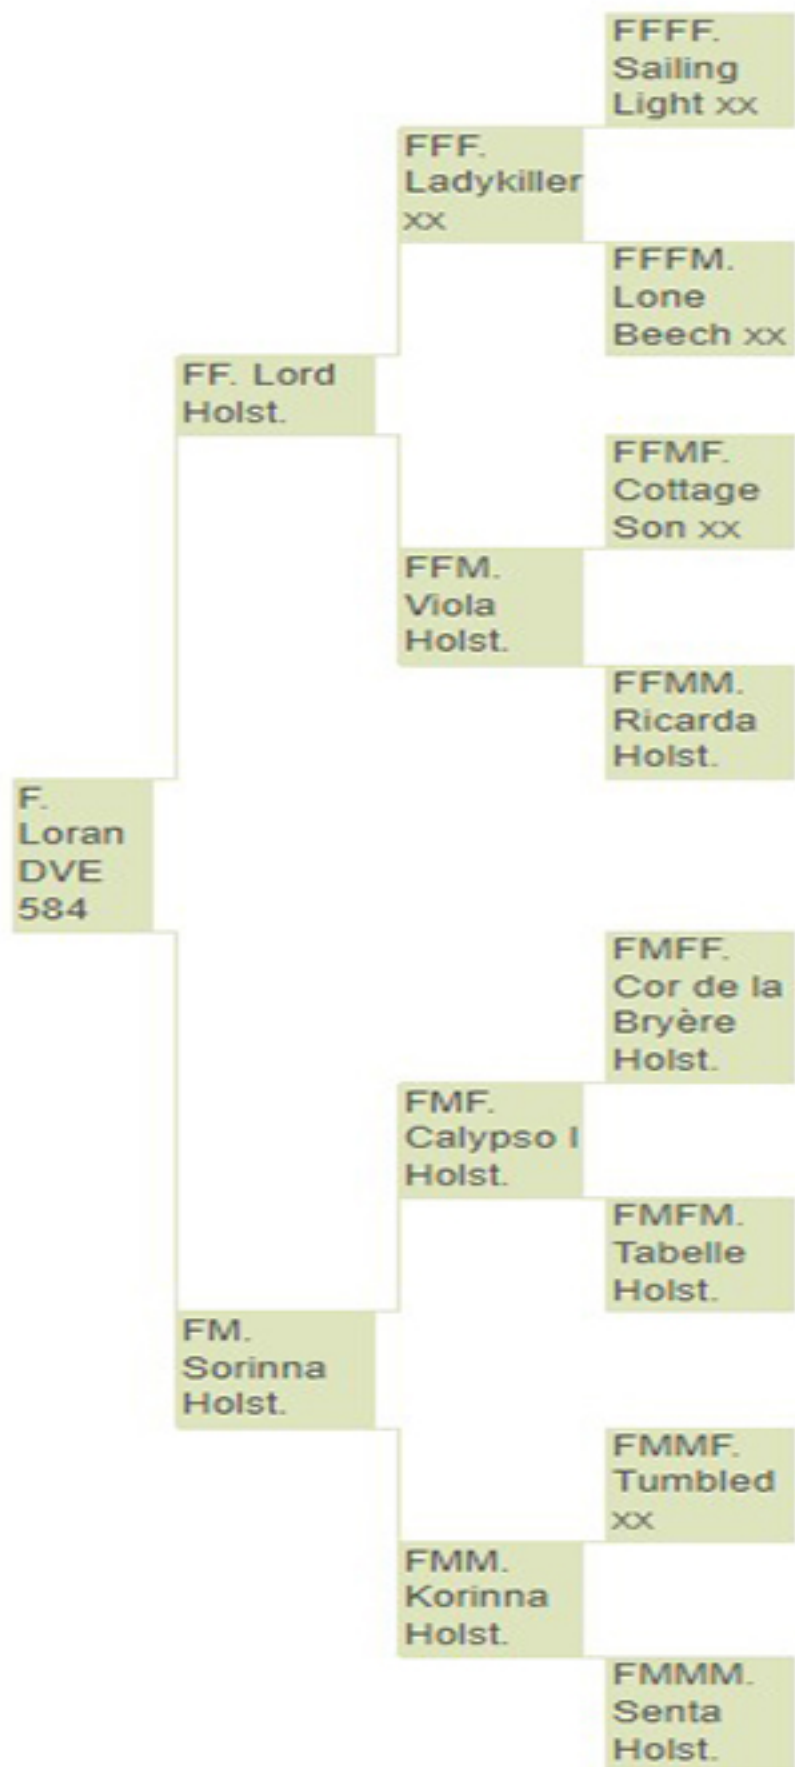 FFFF.
Sailing
Light xx
FFF.
Ladykiller
xx
FFFM.
Lone
Beech xx
FF. Lord
Holst.
FFMF.
Cottage
Son xx
FFM.
Viola
Holst.
FFMM.
Ricarda
Holst.
F.
Loran
DVE
584
FMFF.
Cor de la
Bryère
Holst.
FMF.
Calypso I
Holst.
FMFM.
Tabelle
Holst.
FM.
Sorinna
Holst.
FMMF.
Tumbled
xx
FMM.
Korinna
Holst.
FMMM.
Senta
Holst.